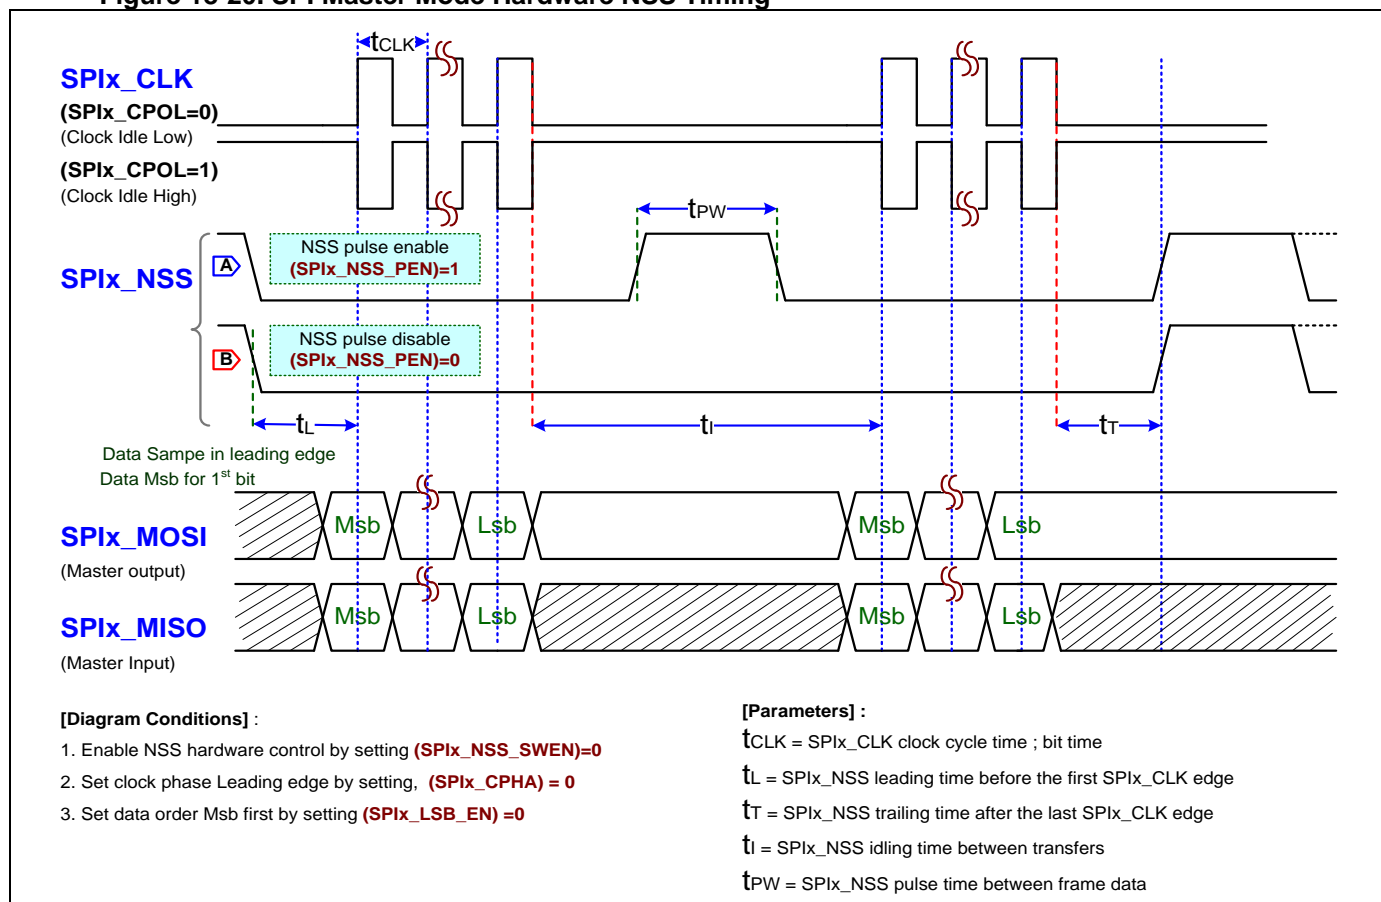 tCLK
SPIx_CLK
(SPIx_CPOL=0)
(Clock Idle Low)
(SPIx_CPOL=1)
(Clock Idle High)
tPW
SPIx_NSS
A
NSS pulse enable
(SPIx_NSS_PEN)=1
B
NSS pulse disable
(SPIx_NSS_PEN)=0
tL
tI
tT
Data Sampe in leading edge
Data Msb for 1st bit
SPIx_MOSI
(Master output)
Msb Lsb Msb Lsb
SPIx_MISO
(Master Input)
Msb Lsb Msb Lsb
[Diagram Conditions] :
1. Enable NSS hardware control by setting (SPIx_NSS_SWEN)=0
2. Set clock phase Leading edge by setting, (SPIx_CPHA) = 0
3. Set data order Msb first by setting (SPIx_LSB_EN) =0
[Parameters] :
tCLK = SPIx_CLK clock cycle time ; bit time
tL = SPIx_NSS leading time before the first SPIx_CLK edge
tT = SPIx_NSS trailing time after the last SPIx_CLK edge
tI = SPIx_NSS idling time between transfers
tPW = SPIx_NSS pulse time between frame data